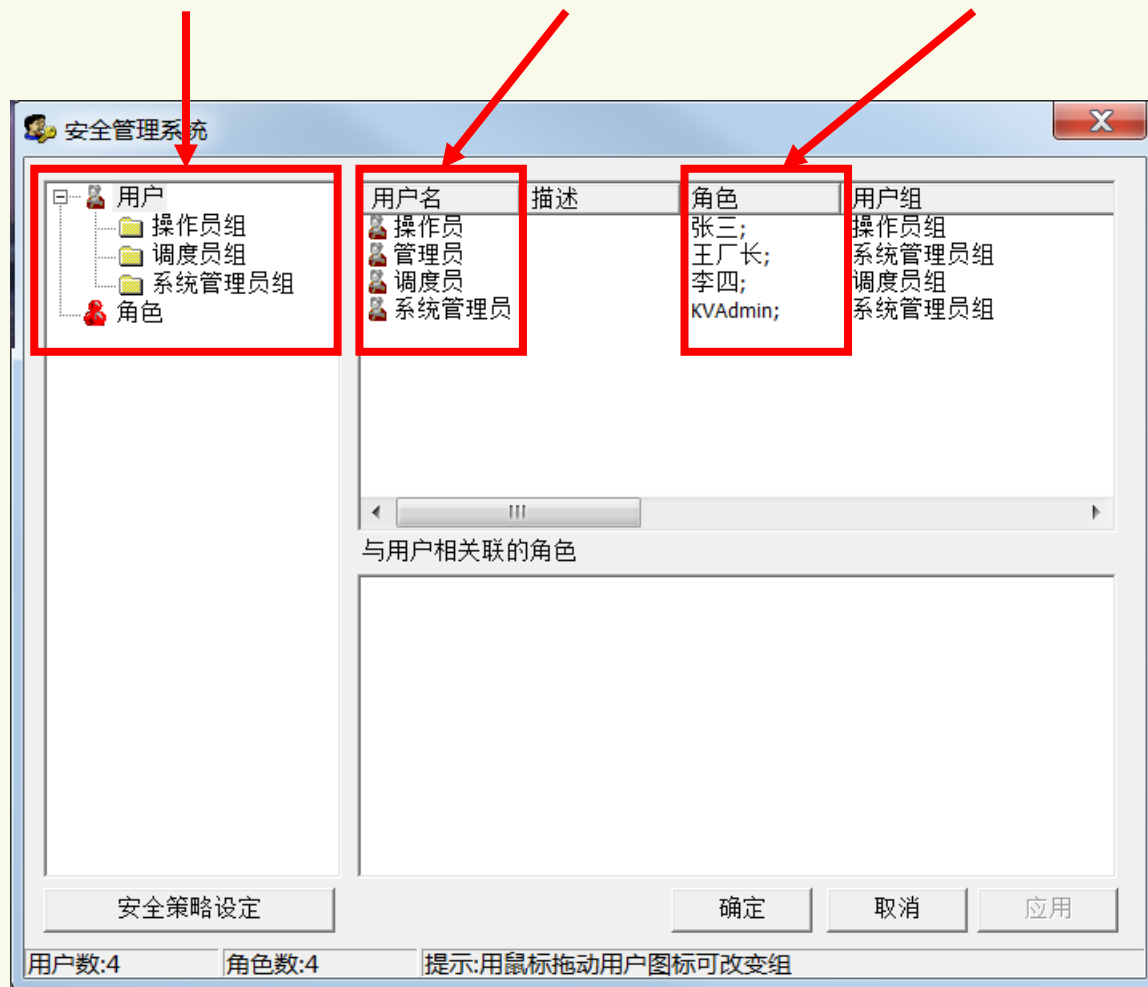 安全管理系统
用户
操作员组
调度员组
系统管理员组
角色
用户名 描述 角色 用户组
操作员 张三; 操作员组
管理员 王厂长; 系统管理员组
调度员 李四; 调度员组
系统管理员 KVAdmin; 系统管理员组
与用户相关联的角色
安全策略设定 确定 取消 应用
用户数:4 角色数:4 提示:用鼠标拖动用户图标可改变组